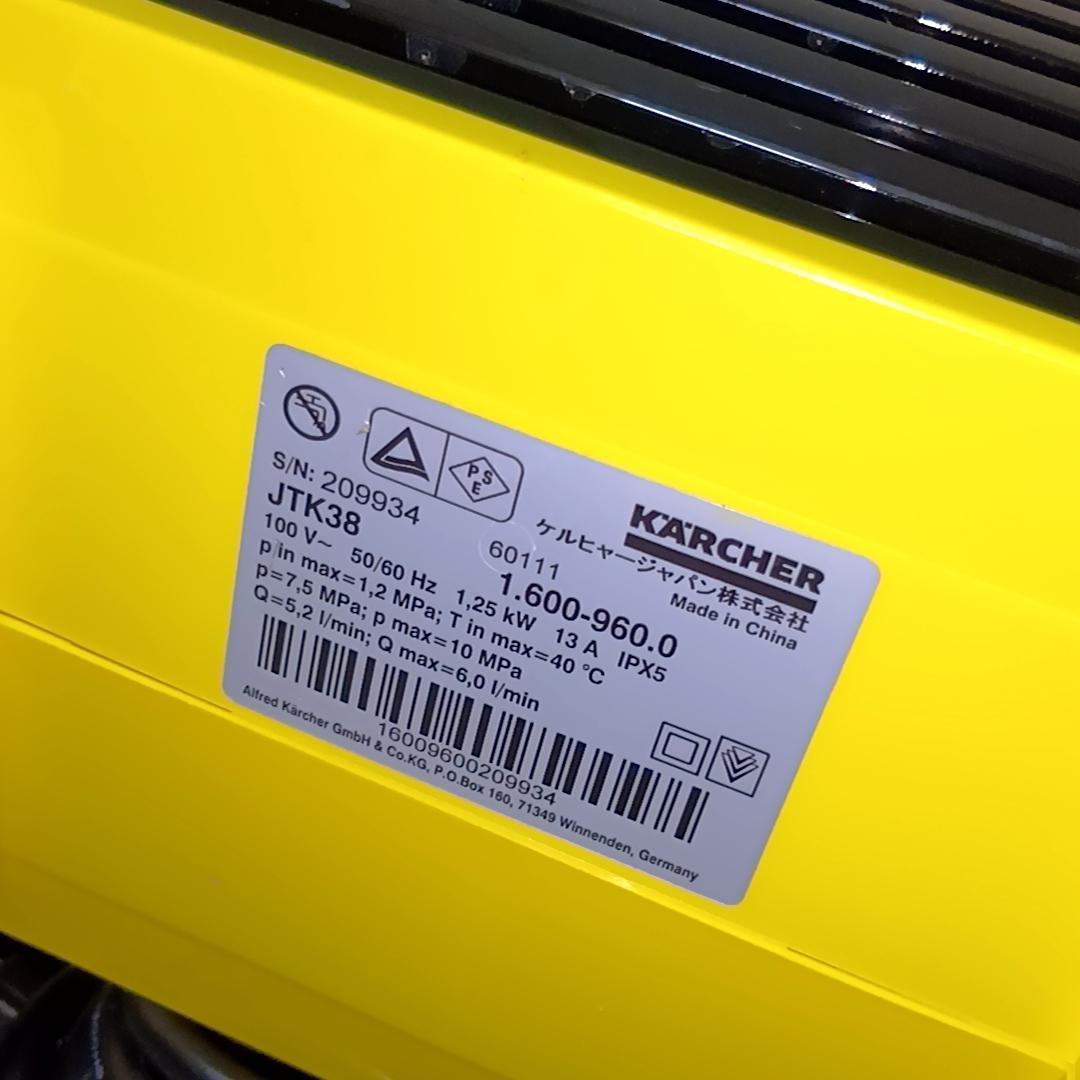 PSE
KÄRCHER
ケルヒャージャパン株式会社
Made in China
S/N: 209934
JTK38
60111
1.600-960.0
100 V~ 50/60 Hz 1,25 kW 13 A IPX5
p in max=1,2 MPa; T in max=40 °C
p=7,5 MPa; p max=10 MPa
Q=5,2 l/min; Q max=6,0 l/min
16009600209934
Alfred Kärcher GmbH & Co.KG, P.O.Box 160, 71349 Winnenden, Germany